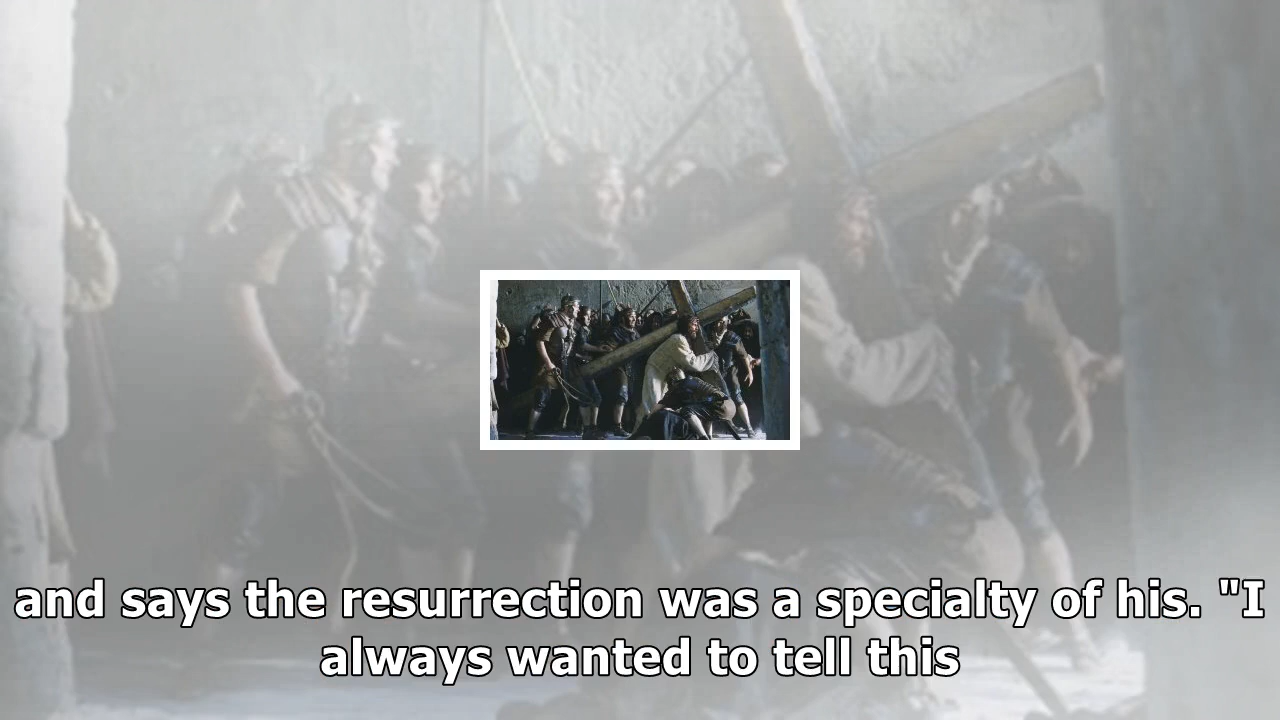 and says the resurrection was a specialty of his. "I
always wanted to tell this